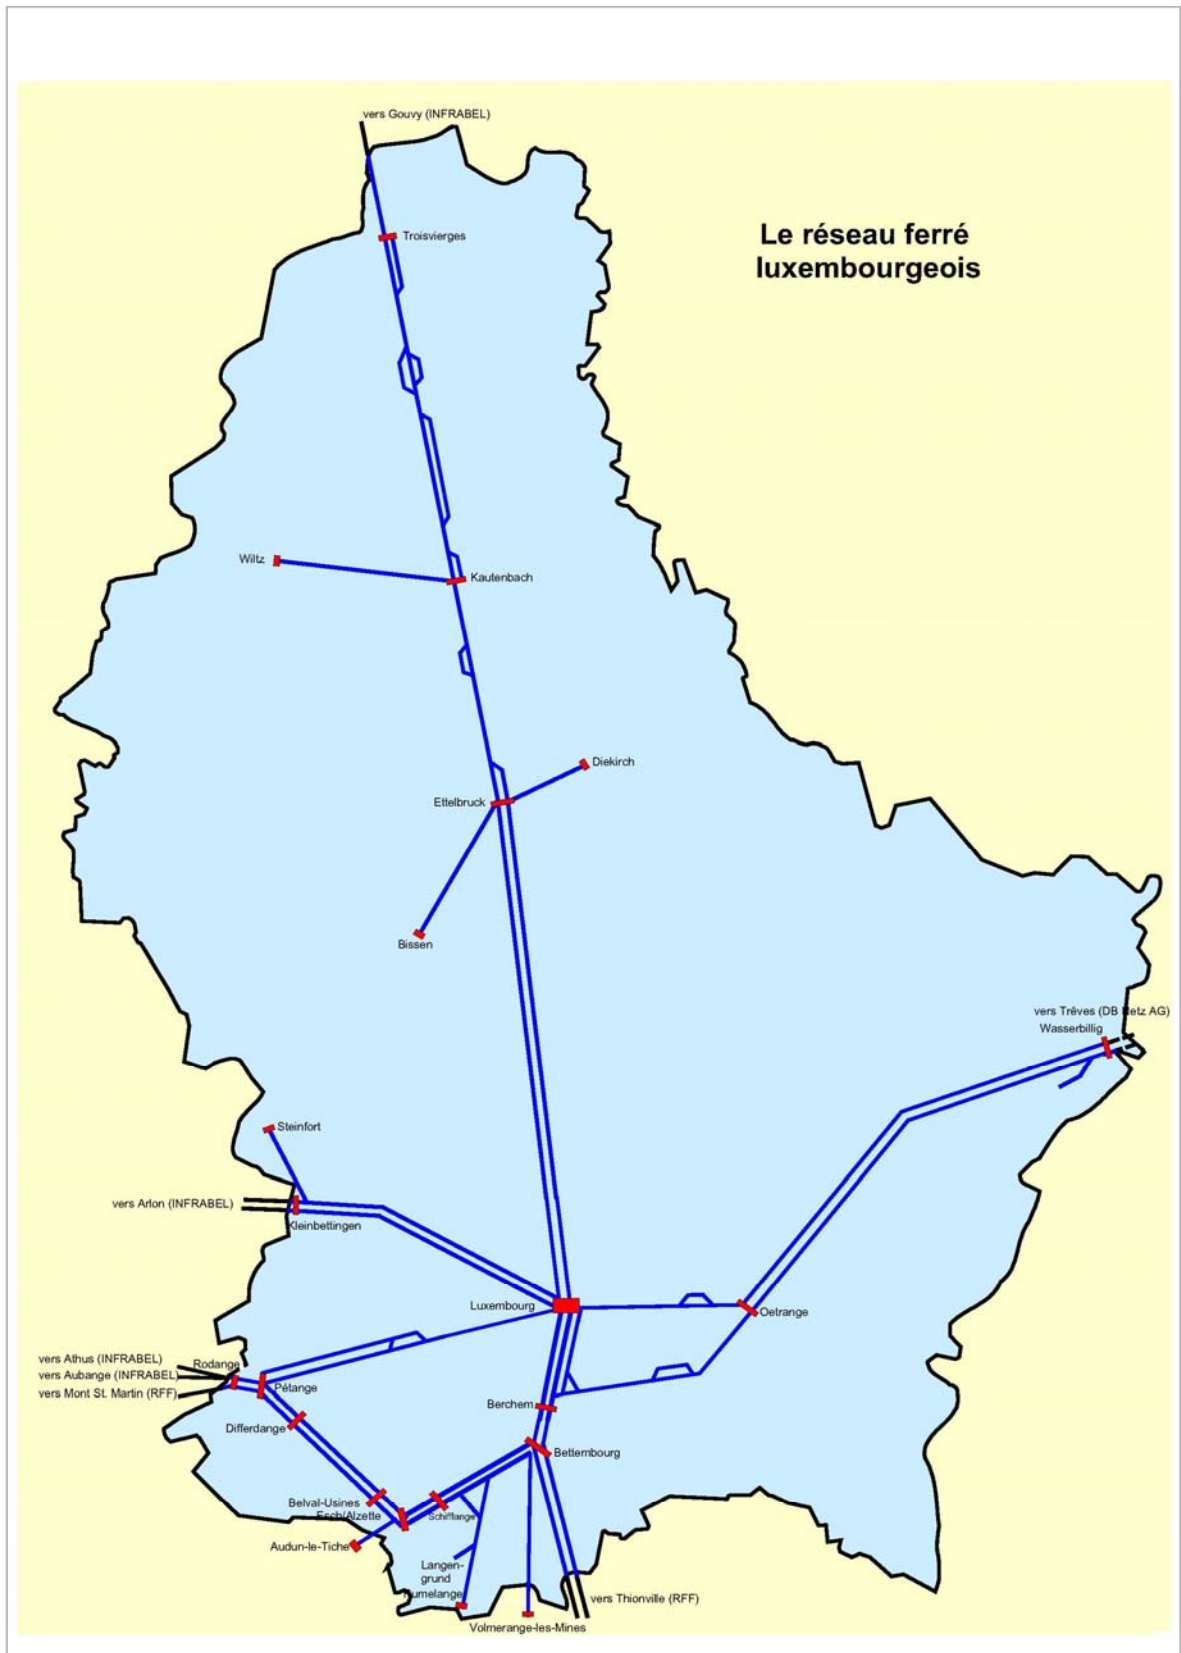 vers Gouvy (INFRABEL)
Le réseau ferré
luxembourgeois
Troisvierges
Wiltz
Kautenbach
Diekirch
Ettelbruck
Bissen
vers Trêves (DB Netz AG)
Wasserbillig
Steinfort
vers Arlon (INFRABEL)
Kleinbettingen
Luxembourg
Oetrange
vers Athus (INFRABEL)
Rodange
vers Aubange (INFRABEL)
vers Mont St. Martin (RFF)
Pétange
Berchem
Differdange
Bettembourg
Belval-Usines
Esch/Alzette
Schifflange
Audun-le-Tiche
Langen-
grund
Rumelange
vers Thionville (RFF)
Volmerange-les-Mines